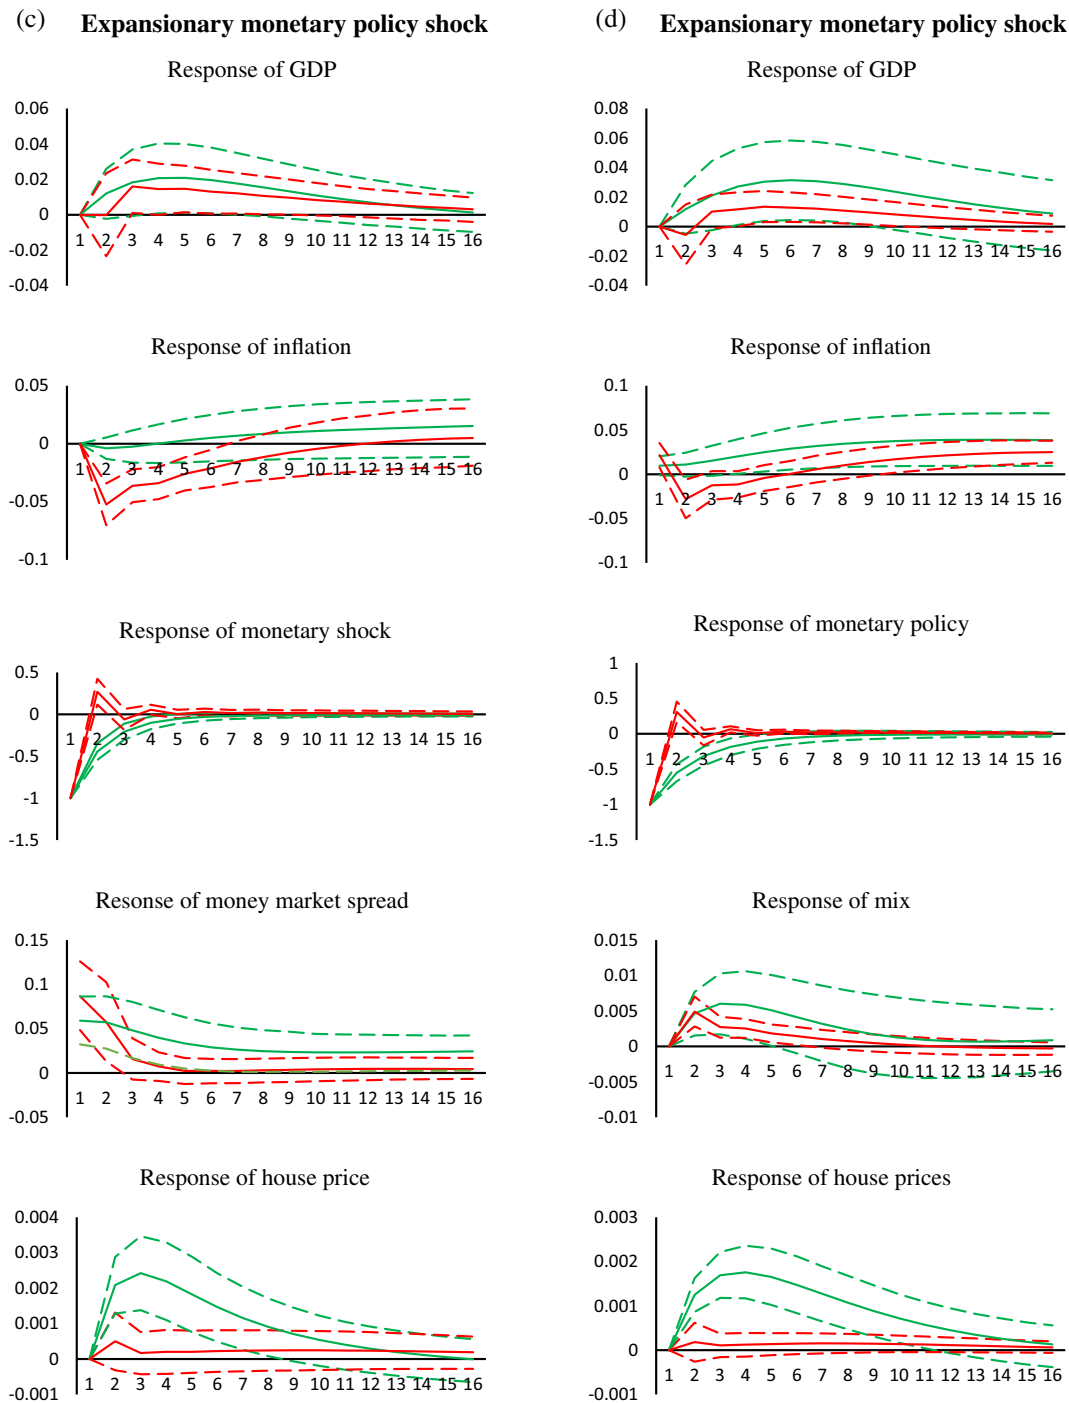 (c) Expansionary monetary policy shock
Response of GDP
0.06
0.04
0.02
0
-0.02
-0.04
1 2 3 4 5 6 7 8 9 10 11 12 13 14 15 16
Response of inflation
0.05
0
-0.05
-0.1
1 2 3 4 5 6 7 8 9 10 11 12 13 14 15 16
Response of monetary shock
0.5
0
-0.5
-1
-1.5
1 2 3 4 5 6 7 8 9 10 11 12 13 14 15 16
Resonse of money market spread
0.15
0.1
0.05
0
-0.05
1 2 3 4 5 6 7 8 9 10 11 12 13 14 15 16
Response of house price
0.004
0.003
0.002
0.001
0
-0.001
1 2 3 4 5 6 7 8 9 10 11 12 13 14 15 16
(d) Expansionary monetary policy shock
Response of GDP
0.08
0.06
0.04
0.02
0
-0.02
-0.04
1 2 3 4 5 6 7 8 9 10 11 12 13 14 15 16
Response of inflation
0.1
0.05
0
-0.05
-0.1
1 2 3 4 5 6 7 8 9 10 11 12 13 14 15 16
Response of monetary policy
1
0.5
0
-0.5
-1
-1.5
1 2 3 4 5 6 7 8 9 10 11 12 13 14 15 16
Response of mix
0.015
0.01
0.005
0
-0.005
-0.01
1 2 3 4 5 6 7 8 9 10 11 12 13 14 15 16
Response of house prices
0.003
0.002
0.001
0
-0.001
1 2 3 4 5 6 7 8 9 10 11 12 13 14 15 16